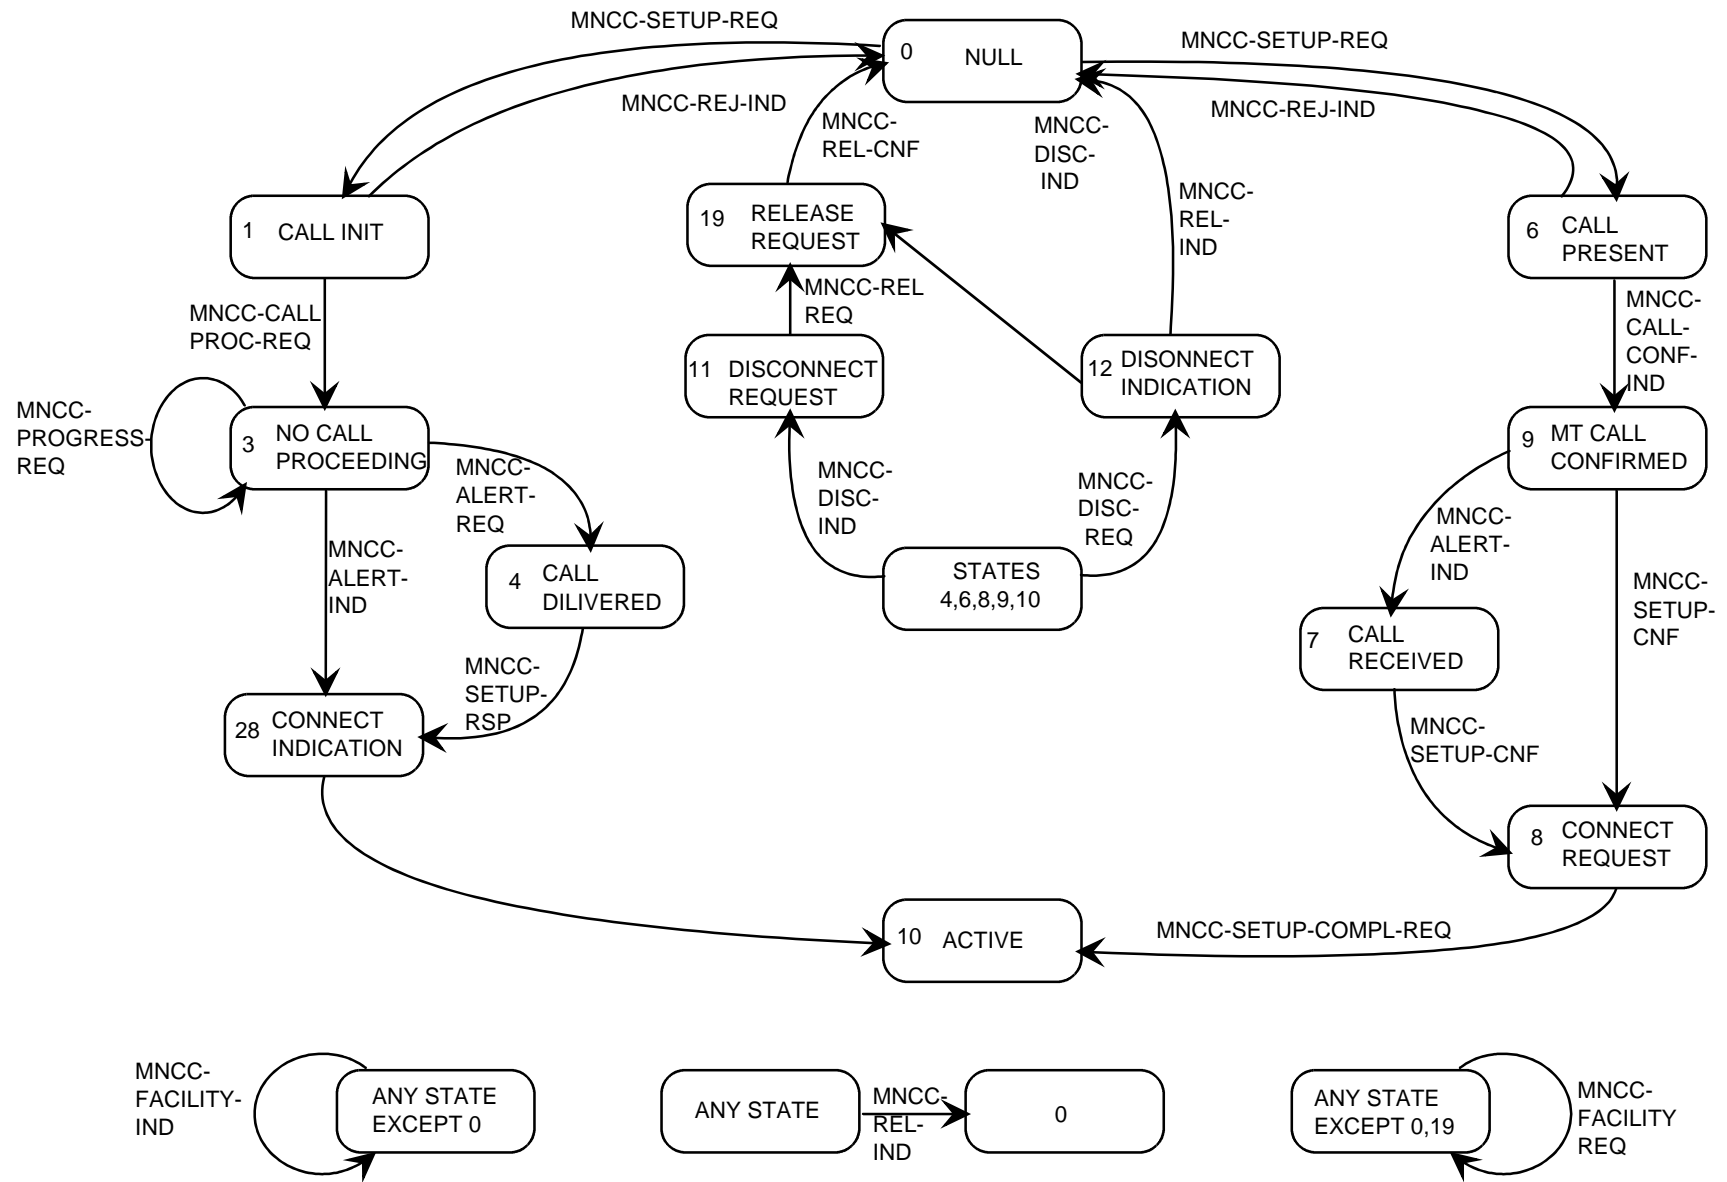 MNCC-SETUP-REQ
0 NULL
MNCC-SETUP-REQ
MNCC-REJ-IND
MNCC-
REL-CNF
MNCC-
DISC-
IND
MNCC-REJ-IND
1 CALL INIT
19 RELEASE
REQUEST
MNCC-
REL-
IND
6 CALL
PRESENT
MNCC-CALL
PROC-REQ
MNCC-REL
REQ
MNCC-
CALL-
CONF-
IND
11 DISCONNECT
REQUEST
12 DISONNECT
INDICATION
MNCC-
PROGRESS-
REQ
3 NO CALL
PROCEEDING
MNCC-
ALERT-
REQ
MNCC-
DISC-
IND
MNCC-
DISC-
REQ
9 MT CALL
CONFIRMED
MNCC-
ALERT-
IND
4 CALL
DILIVERED
STATES
4,6,8,9,10
MNCC-
ALERT-
IND
MNCC-
SETUP-
CNF
7 CALL
RECEIVED
MNCC-
SETUP-
RSP
28 CONNECT
INDICATION
MNCC-
SETUP-CNF
8 CONNECT
REQUEST
10 ACTIVE
MNCC-SETUP-COMPL-REQ
MNCC-
FACILITY-
IND
ANY STATE
EXCEPT 0
ANY STATE
MNCC-
REL-
IND
0
ANY STATE
EXCEPT 0,19
MNCC-
FACILITY
REQ